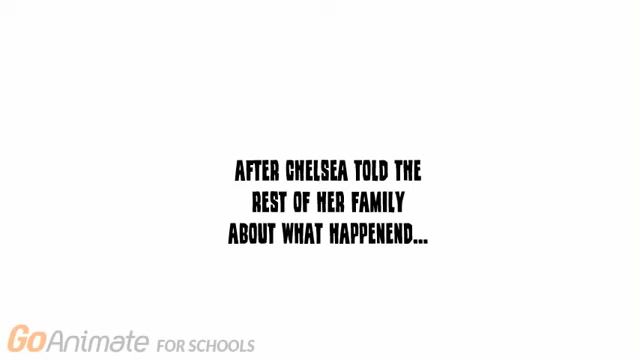 AFTER CHELSEA TOLD THE
REST OF HER FAMILY
ABOUT WHAT HAPPENEND...
GoAnimate FOR SCHOOLS